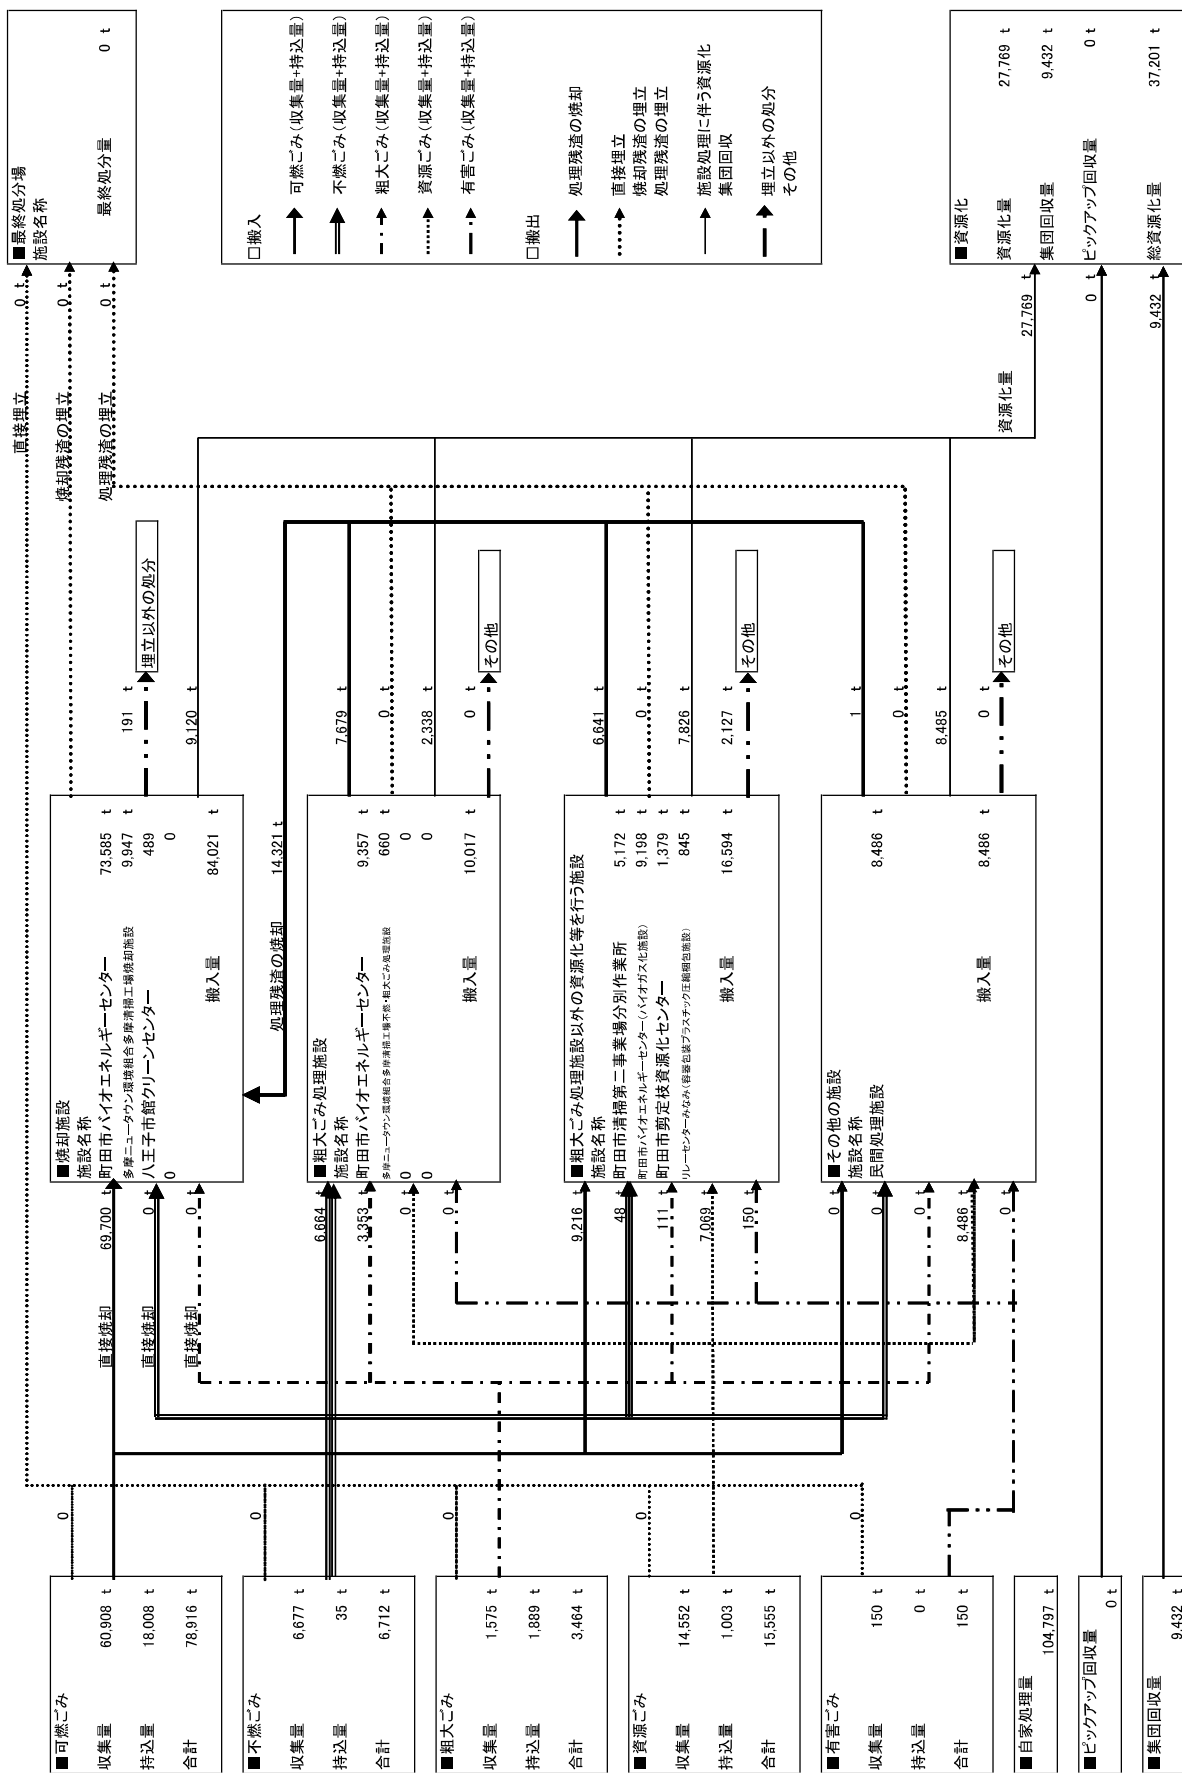 ■可燃ごみ
収集量 60,908 t
持込量 18,008 t
合計 78,916 t
■不燃ごみ
収集量 6,677 t
持込量 35 t
合計 6,712 t
■粗大ごみ
収集量 1,575 t
持込量 1,889 t
合計 3,464 t
■資源ごみ
収集量 14,552 t
持込量 1,003 t
合計 15,555 t
■有害ごみ
収集量 150 t
持込量 0 t
合計 150 t
■自家処理量
104,797 t
■ピックアップ回収量
0 t
■集団回収量
9,432 t
0
0
0
0
0
直接焼却 69,700 t
直接焼却 0 t
直接焼却 0 t
6,664 t
3,353 t
0 t
0 t
9,216 t
48 t
111 t
7,069 t
150 t
0 t
0 t
0 t
8,486 t
0 t
■焼却施設
施設名称
町田市バイオエネルギーセンター 73,585 t
多摩ニュータウン環境組合多摩清掃工場焼却施設 9,947 t
八王子市館クリーンセンター 489
0 0
搬入量 84,021 t
処理残渣の焼却 14,321 t
■粗大ごみ処理施設
施設名称
町田市バイオエネルギーセンター 9,357 t
多摩ニュータウン環境組合多摩清掃工場不燃・粗大ごみ処理施設 660 t
0 0
0 0
搬入量 10,017 t
■粗大ごみ処理施設以外の資源化等を行う施設
施設名称
町田市清掃第二事業場分別作業所 5,172 t
町田市バイオエネルギーセンター(バイオガス化施設) 9,198 t
町田市剪定枝資源化センター 1,379 t
リレーセンターみなみ(容器包装プラスチック圧縮梱包施設) 845 t
搬入量 16,594 t
■その他の施設
施設名称
民間処理施設 8,486 t
搬入量 8,486 t
191 t
埋立以外の処分
9,120 t
7,679 t
0 t
2,338 t
0 t
その他
6,641 t
0 t
7,826 t
2,127 t
その他
1 t
0 t
8,485 t
0 t
その他
直接埋立 0 t
焼却残渣の埋立 0 t
処理残渣の埋立 0 t
資源化量 27,769 t
0 t
9,432 t
■最終処分場
施設名称
最終処分量 0 t
□搬入
可燃ごみ(収集量+持込量)
不燃ごみ(収集量+持込量)
粗大ごみ(収集量+持込量)
資源ごみ(収集量+持込量)
有害ごみ(収集量+持込量)
□搬出
処理残渣の焼却
直接埋立
焼却残渣の埋立
処理残渣の埋立
施設処理に伴う資源化
集団回収
埋立以外の処分
その他
■資源化
資源化量 27,769 t
集団回収量 9,432 t
ピックアップ回収量 0 t
総資源化量 37,201 t